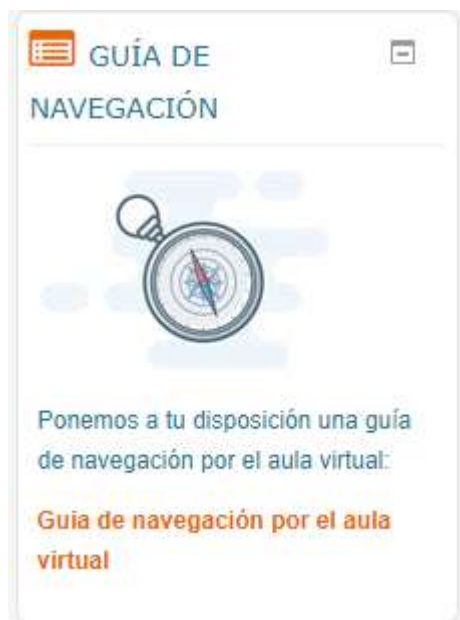 GUÍA DE
NAVEGACIÓN
Ponemos a tu disposición una guía
de navegación por el aula virtual:
Guia de navegación por el aula
virtual